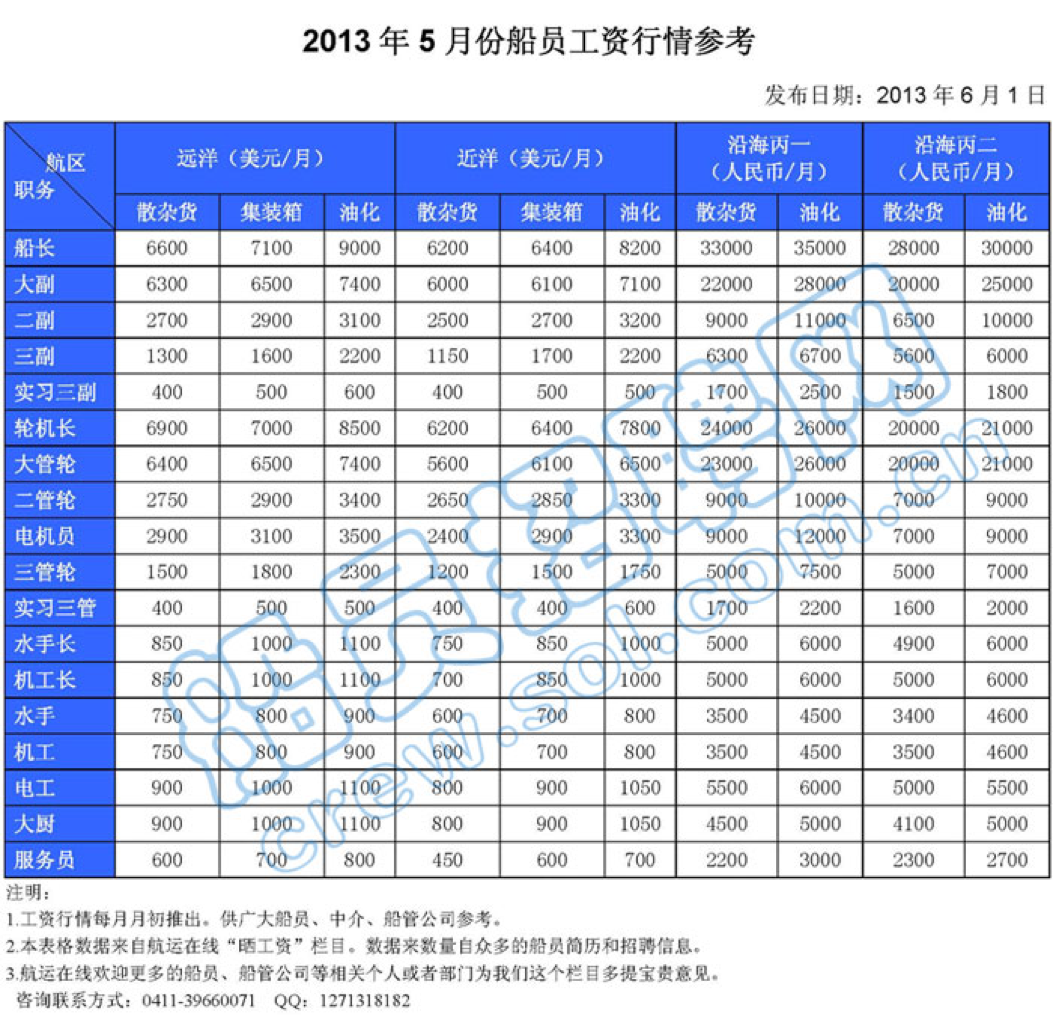 2013 年 5 月份船员工资行情参考
发布日期：2013 年 6 月 1 日
航区 职务 远洋（美元/月） 近洋（美元/月） 沿海丙一（人民币/月） 沿海丙二（人民币/月）
散杂货 集装箱 油化 散杂货 集装箱 油化 散杂货 油化 散杂货 油化
船长 6600 7100 9000 6200 6400 8200 33000 35000 28000 30000
大副 6300 6500 7400 6000 6100 7100 22000 28000 20000 25000
二副 2700 2900 3100 2500 2700 3200 9000 11000 6500 10000
三副 1300 1600 2200 1150 1700 2200 6300 6700 5600 6000
实习三副 400 500 600 400 500 500 1700 2500 1500 1800
轮机长 6900 7000 8500 6200 6400 7800 24000 26000 20000 21000
大管轮 6400 6500 7400 5600 6100 6500 23000 26000 20000 21000
二管轮 2750 2900 3400 2650 2850 3300 9000 10000 7000 9000
电机员 2900 3100 3500 2400 2900 3300 9000 12000 7000 9000
三管轮 1500 1800 2300 1200 1500 1750 5000 7500 5000 7000
实习三管 400 500 500 400 400 600 1700 2200 1600 2000
水手长 850 1000 1100 750 850 1000 5000 6000 4900 6000
机工长 850 1000 1100 700 850 1000 5000 6000 5000 6000
水手 750 800 900 600 700 800 3500 4500 3400 4600
机工 750 800 900 600 700 800 3500 4500 3500 4600
电工 900 1000 1100 800 900 1050 5500 6000 5000 5500
大厨 900 1000 1100 800 900 1050 4500 5000 4100 5000
服务员 600 700 800 450 600 700 2200 3000 2300 2700
船员招聘网
crew.sol.com.cn
注明：
1.工资行情每月月初推出。供广大船员、中介、船管公司参考。
2.本表格数据来自航运在线“晒工资”栏目。数据来数量自众多的船员简历和招聘信息。
3.航运在线欢迎更多的船员、船管公司等相关个人或者部门为我们这个栏目多提宝贵意见。
咨询联系方式：0411-39660071 QQ：1271318182